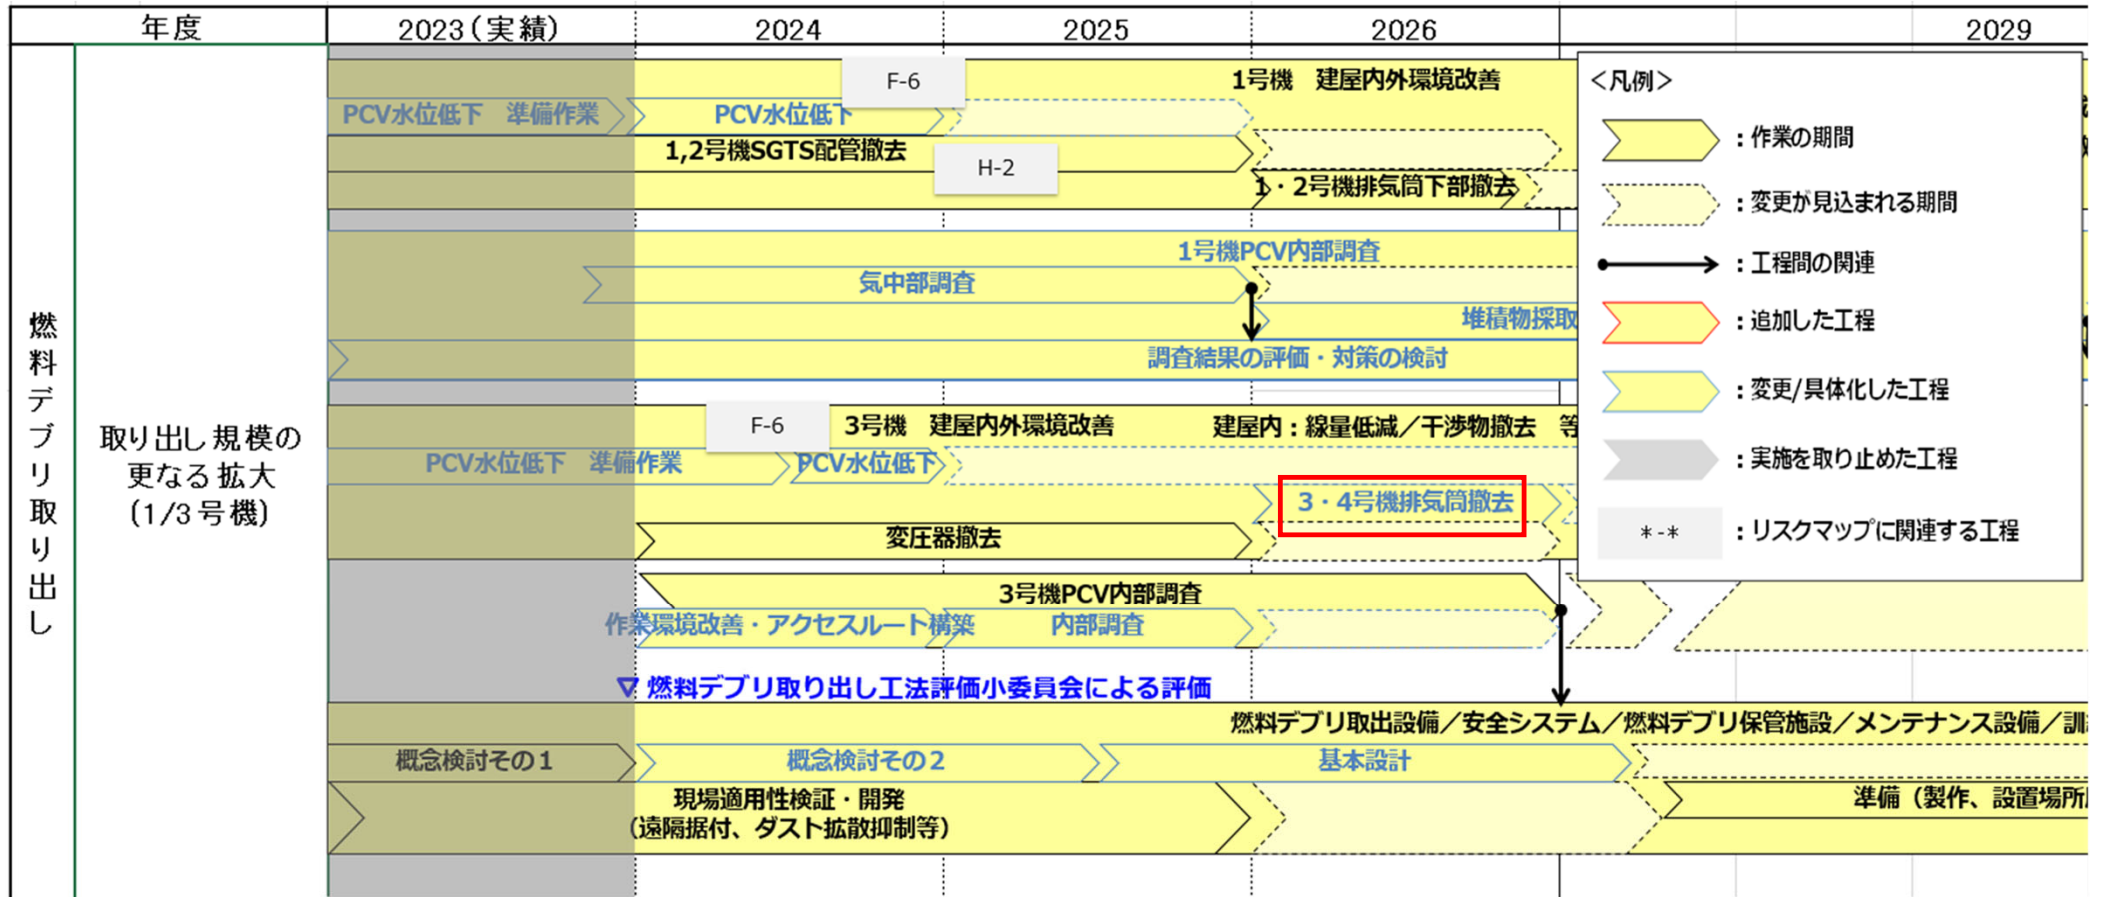 年度
2023(実績)
2024
2025
2026
2029
燃料デブリ取り出し
取り出し規模の
更なる拡大
(1/3号機)
F-6
1号機 建屋内外環境改善
PCV水位低下 準備作業
PCV水位低下
1,2号機SGTS配管撤去
H-2
1・2号機排気筒下部撤去
1号機PCV内部調査
気中部調査
堆積物採取
調査結果の評価・対策の検討
F-6
3号機 建屋内外環境改善
建屋内：線量低減／干渉物撤去 等
PCV水位低下 準備作業
PCV水位低下
3・4号機排気筒撤去
変圧器撤去
3号機PCV内部調査
作業環境改善・アクセスルート構築
内部調査
▽ 燃料デブリ取り出し工法評価小委員会による評価
燃料デブリ取出設備／安全システム／燃料デブリ保管施設／メンテナンス設備／訓
概念検討その1
概念検討その2
基本設計
現場適用性検証・開発
(遠隔据付、ダスト拡散抑制等)
準備（製作、設置場所
<凡例>
：作業の期間
：変更が見込まれる期間
：工程間の関連
：追加した工程
：変更/具体化した工程
：実施を取り止めた工程
*-*
：リスクマップに関連する工程